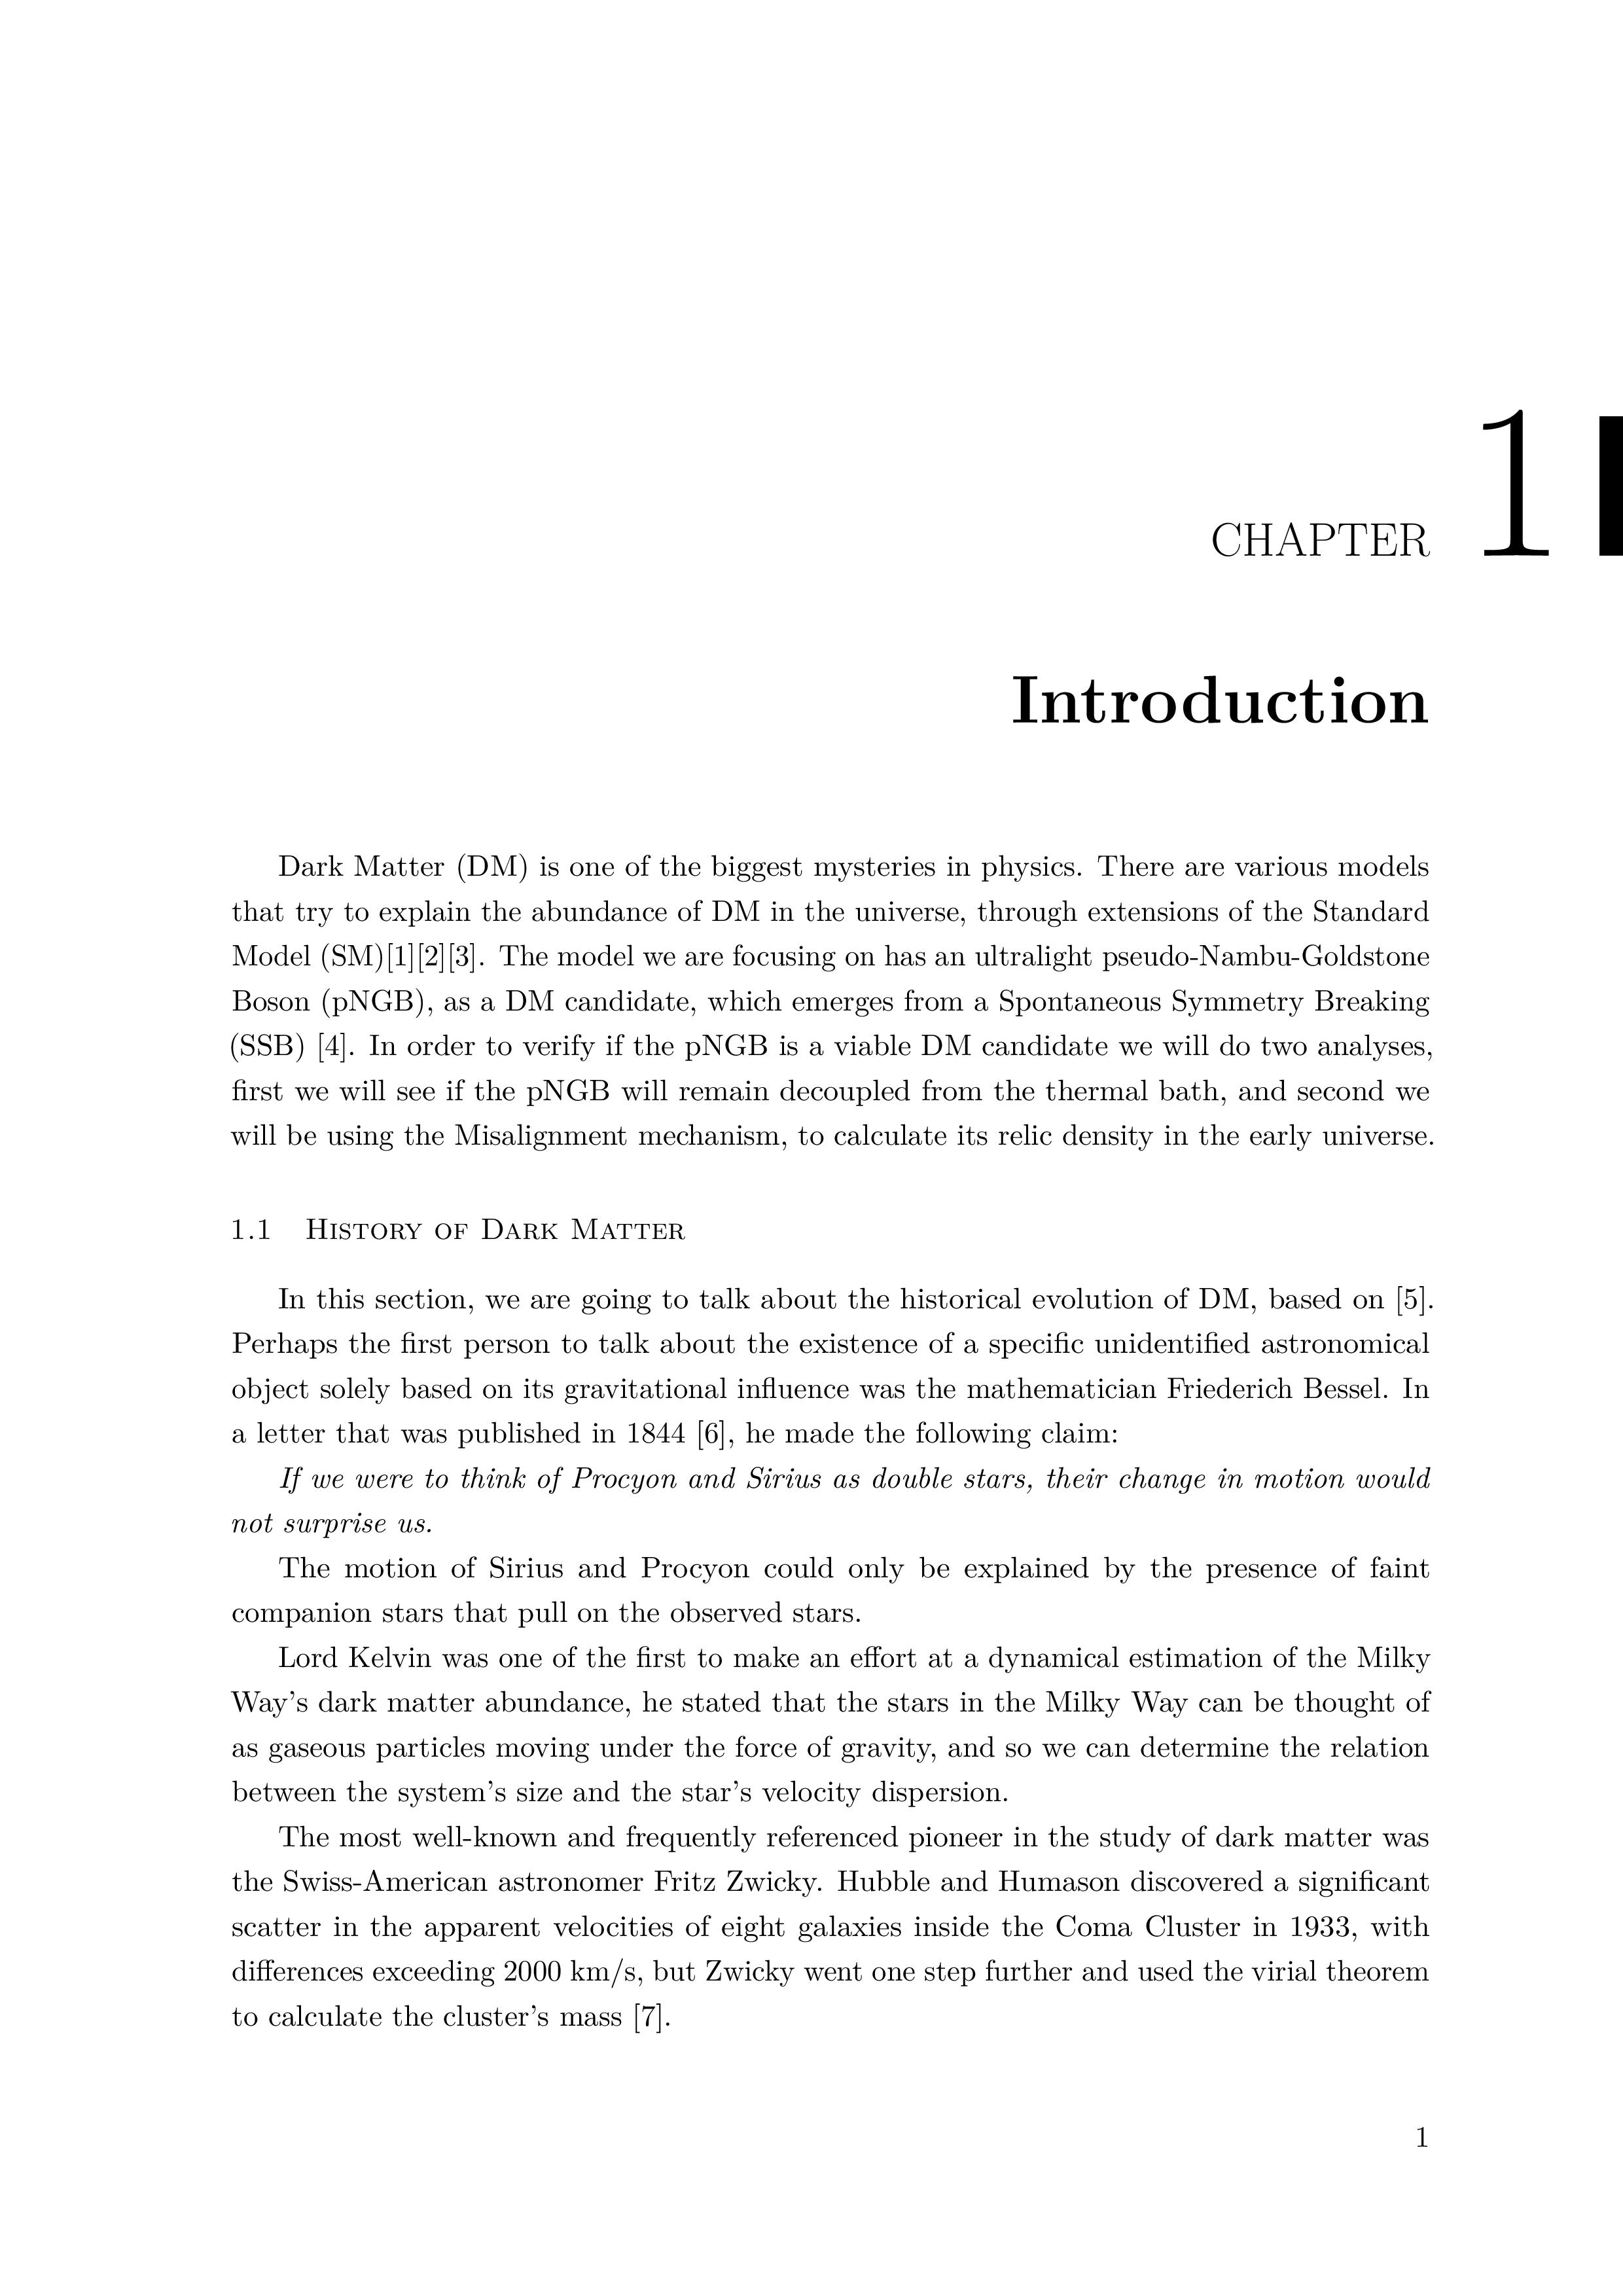 CHAPTER 1
Introduction
Dark Matter (DM) is one of the biggest mysteries in physics. There are various models
that try to explain the abundance of DM in the universe, through extensions of the Standard
Model (SM)[1][2][3]. The model we are focusing on has an ultralight pseudo-Nambu-Goldstone
Boson (pNGB), as a DM candidate, which emerges from a Spontaneous Symmetry Breaking
(SSB) [4]. In order to verify if the pNGB is a viable DM candidate we will do two analyses,
first we will see if the pNGB will remain decoupled from the thermal bath, and second we
will be using the Misalignment mechanism, to calculate its relic density in the early universe.
1.1 History of Dark Matter
In this section, we are going to talk about the historical evolution of DM, based on [5].
Perhaps the first person to talk about the existence of a specific unidentified astronomical
object solely based on its gravitational influence was the mathematician Friederich Bessel. In
a letter that was published in 1844 [6], he made the following claim:
If we were to think of Procyon and Sirius as double stars, their change in motion would
not surprise us.
The motion of Sirius and Procyon could only be explained by the presence of faint
companion stars that pull on the observed stars.
Lord Kelvin was one of the first to make an effort at a dynamical estimation of the Milky
Way's dark matter abundance, he stated that the stars in the Milky Way can be thought of
as gaseous particles moving under the force of gravity, and so we can determine the relation
between the system's size and the star's velocity dispersion.
The most well-known and frequently referenced pioneer in the study of dark matter was
the Swiss-American astronomer Fritz Zwicky. Hubble and Humason discovered a significant
scatter in the apparent velocities of eight galaxies inside the Coma Cluster in 1933, with
differences exceeding 2000 km/s, but Zwicky went one step further and used the virial theorem
to calculate the cluster's mass [7].
1